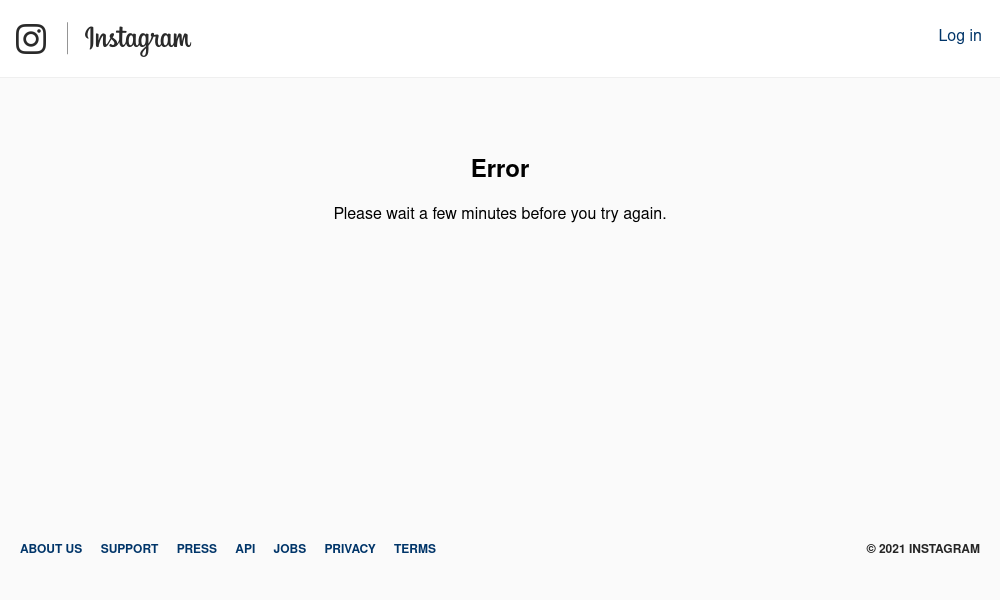 Instagram
Log in
Error
Please wait a few minutes before you try again.
ABOUT US SUPPORT PRESS API JOBS PRIVACY TERMS
© 2021 INSTAGRAM